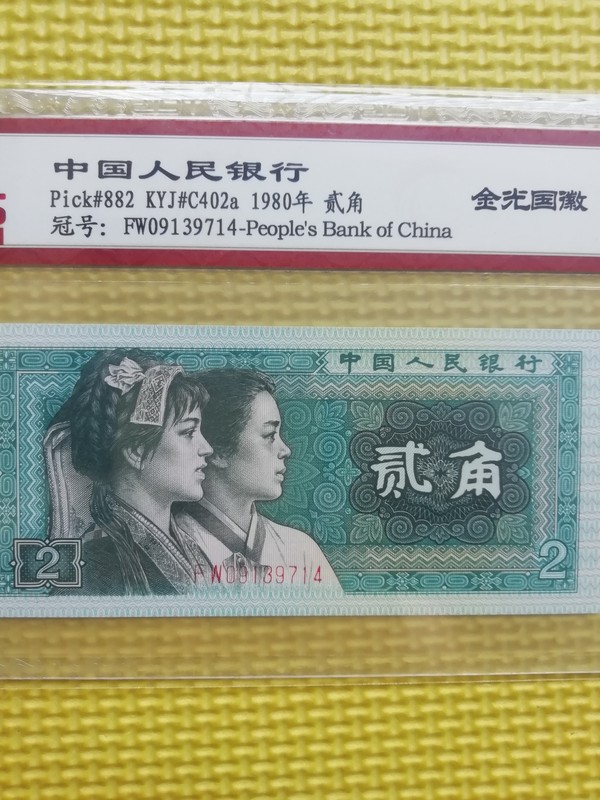 中国人民银行
Pick#882 KYJ#C402a 1980年 贰角
金光国徽
冠号: FW09139714-People's Bank of China
中国人民银行
贰角
2
FW09139714
2